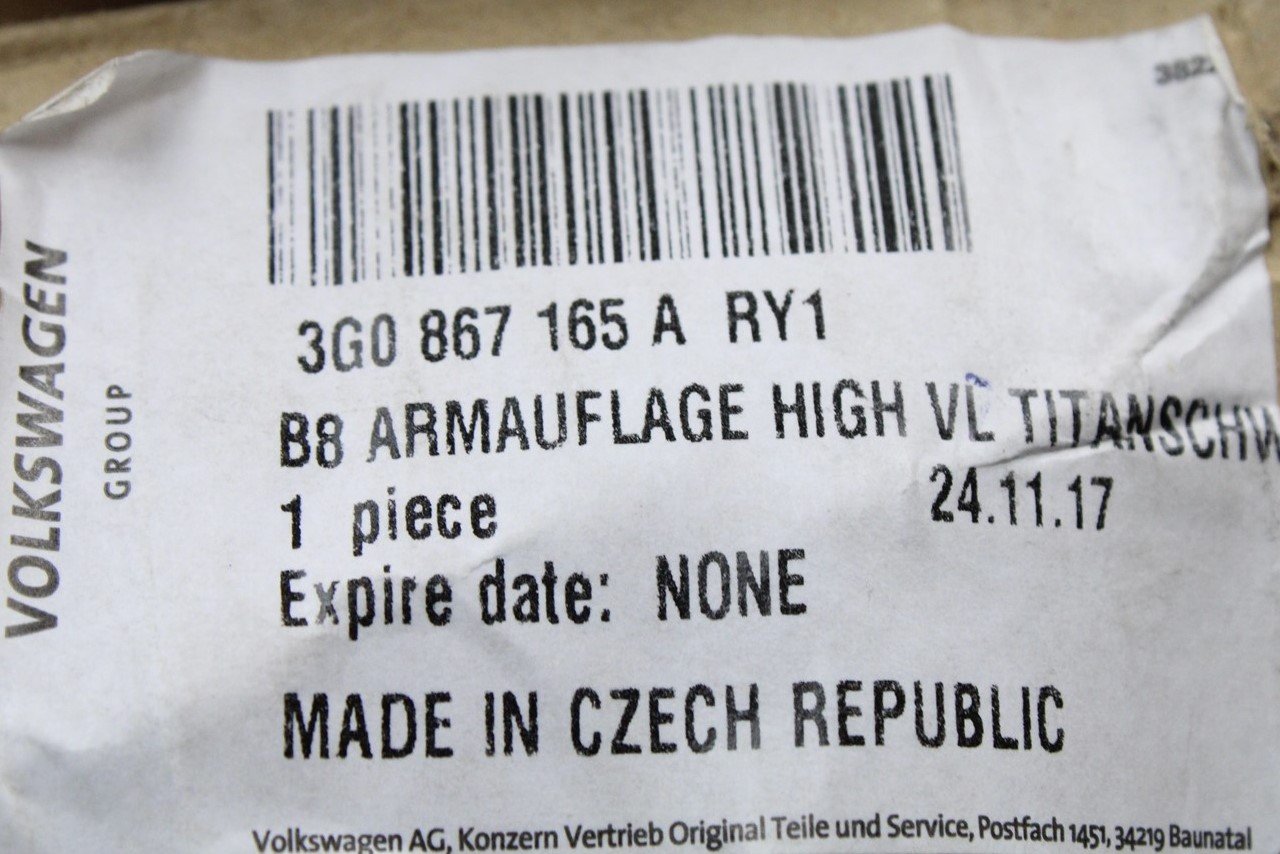 VOLKSWAGEN
GROUP
3G0 867 165 A RY1
B8 ARMAUFLAGE HIGH VL TITANSCHW
1 piece
24.11.17
Expire date: NONE
MADE IN CZECH REPUBLIC
Volkswagen AG, Konzern Vertrieb Original Teile und Service, Postfach 1451, 34219 Baunatal